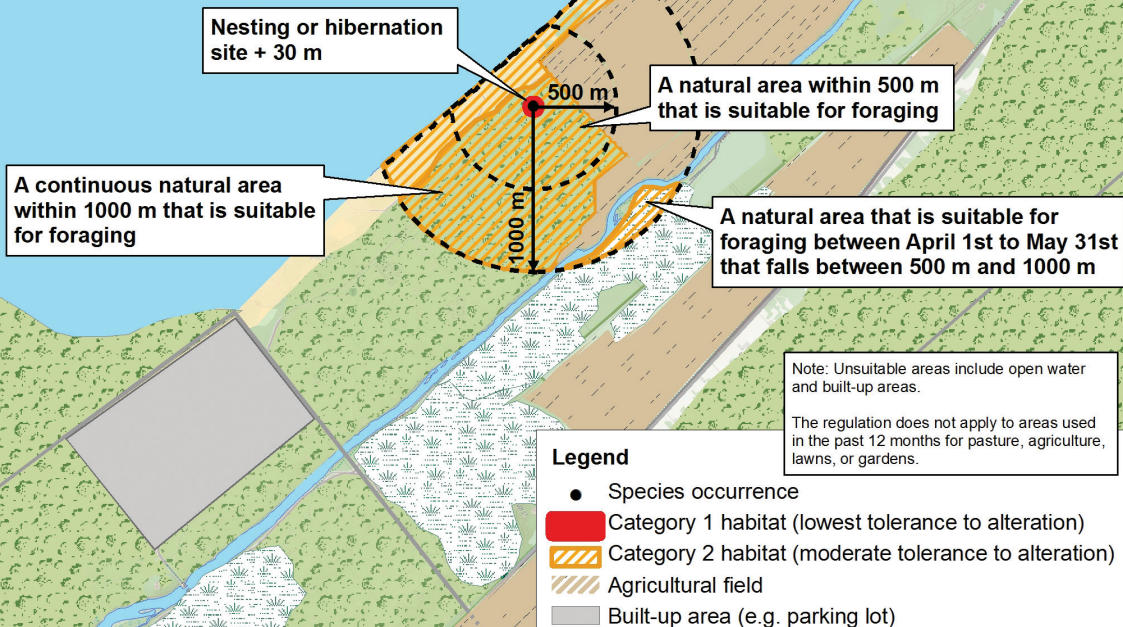 Nesting or hibernation
site + 30 m
500 m
A natural area within 500 m
that is suitable for foraging
A continuous natural area
within 1000 m that is suitable
for foraging
1000 m
A natural area that is suitable for
foraging between April 1st to May 31st
that falls between 500 m and 1000 m
Note: Unsuitable areas include open water
and built-up areas.
The regulation does not apply to areas used
in the past 12 months for pasture, agriculture,
lawns, or gardens.
Legend
Species occurrence
Category 1 habitat (lowest tolerance to alteration)
Category 2 habitat (moderate tolerance to alteration)
Agricultural field
Built-up area (e.g. parking lot)